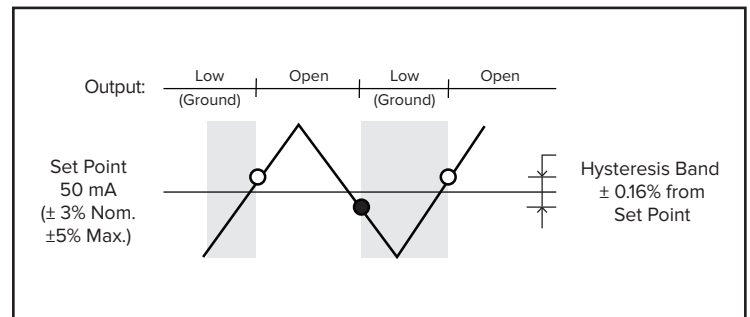 Output:
Low
Open
Low
Open
(Ground)
(Ground)
Set Point
50 mA
(± 3% Nom.
±5% Max.)
Hysteresis Band
± 0.16% from
Set Point